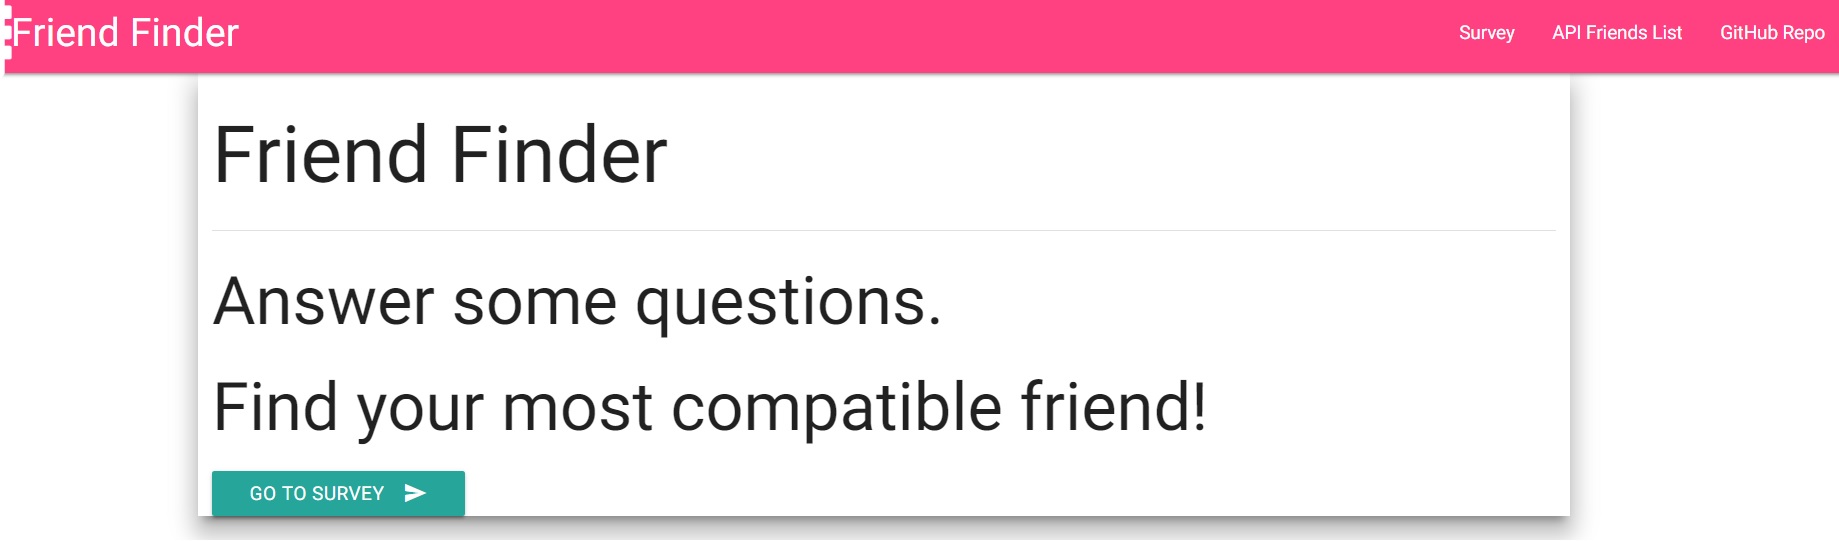 Friend Finder
Survey API Friends List GitHub Repo
Friend Finder
Answer some questions.
Find your most compatible friend!
GO TO SURVEY